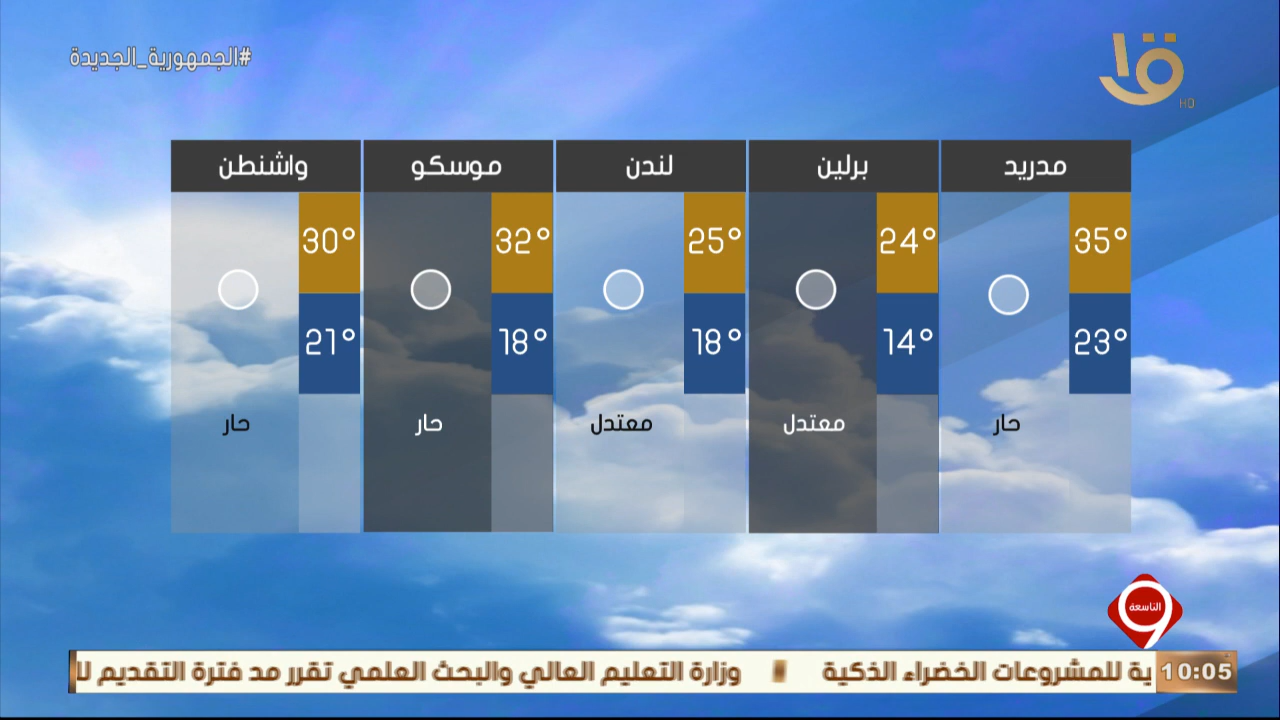 #الجمهورية_الجديدة
HD
مدريد
برلين
لندن
موسكو
واشنطن
35°
24°
25°
32°
30°
23°
14°
18°
18°
21°
حار
معتدل
معتدل
حار
حار
التاسعة
9
10:05
ية للمشروعات الخضراء الذكية
وزارة التعليم العالي والبحث العلمي تقرر مد فترة التقديم